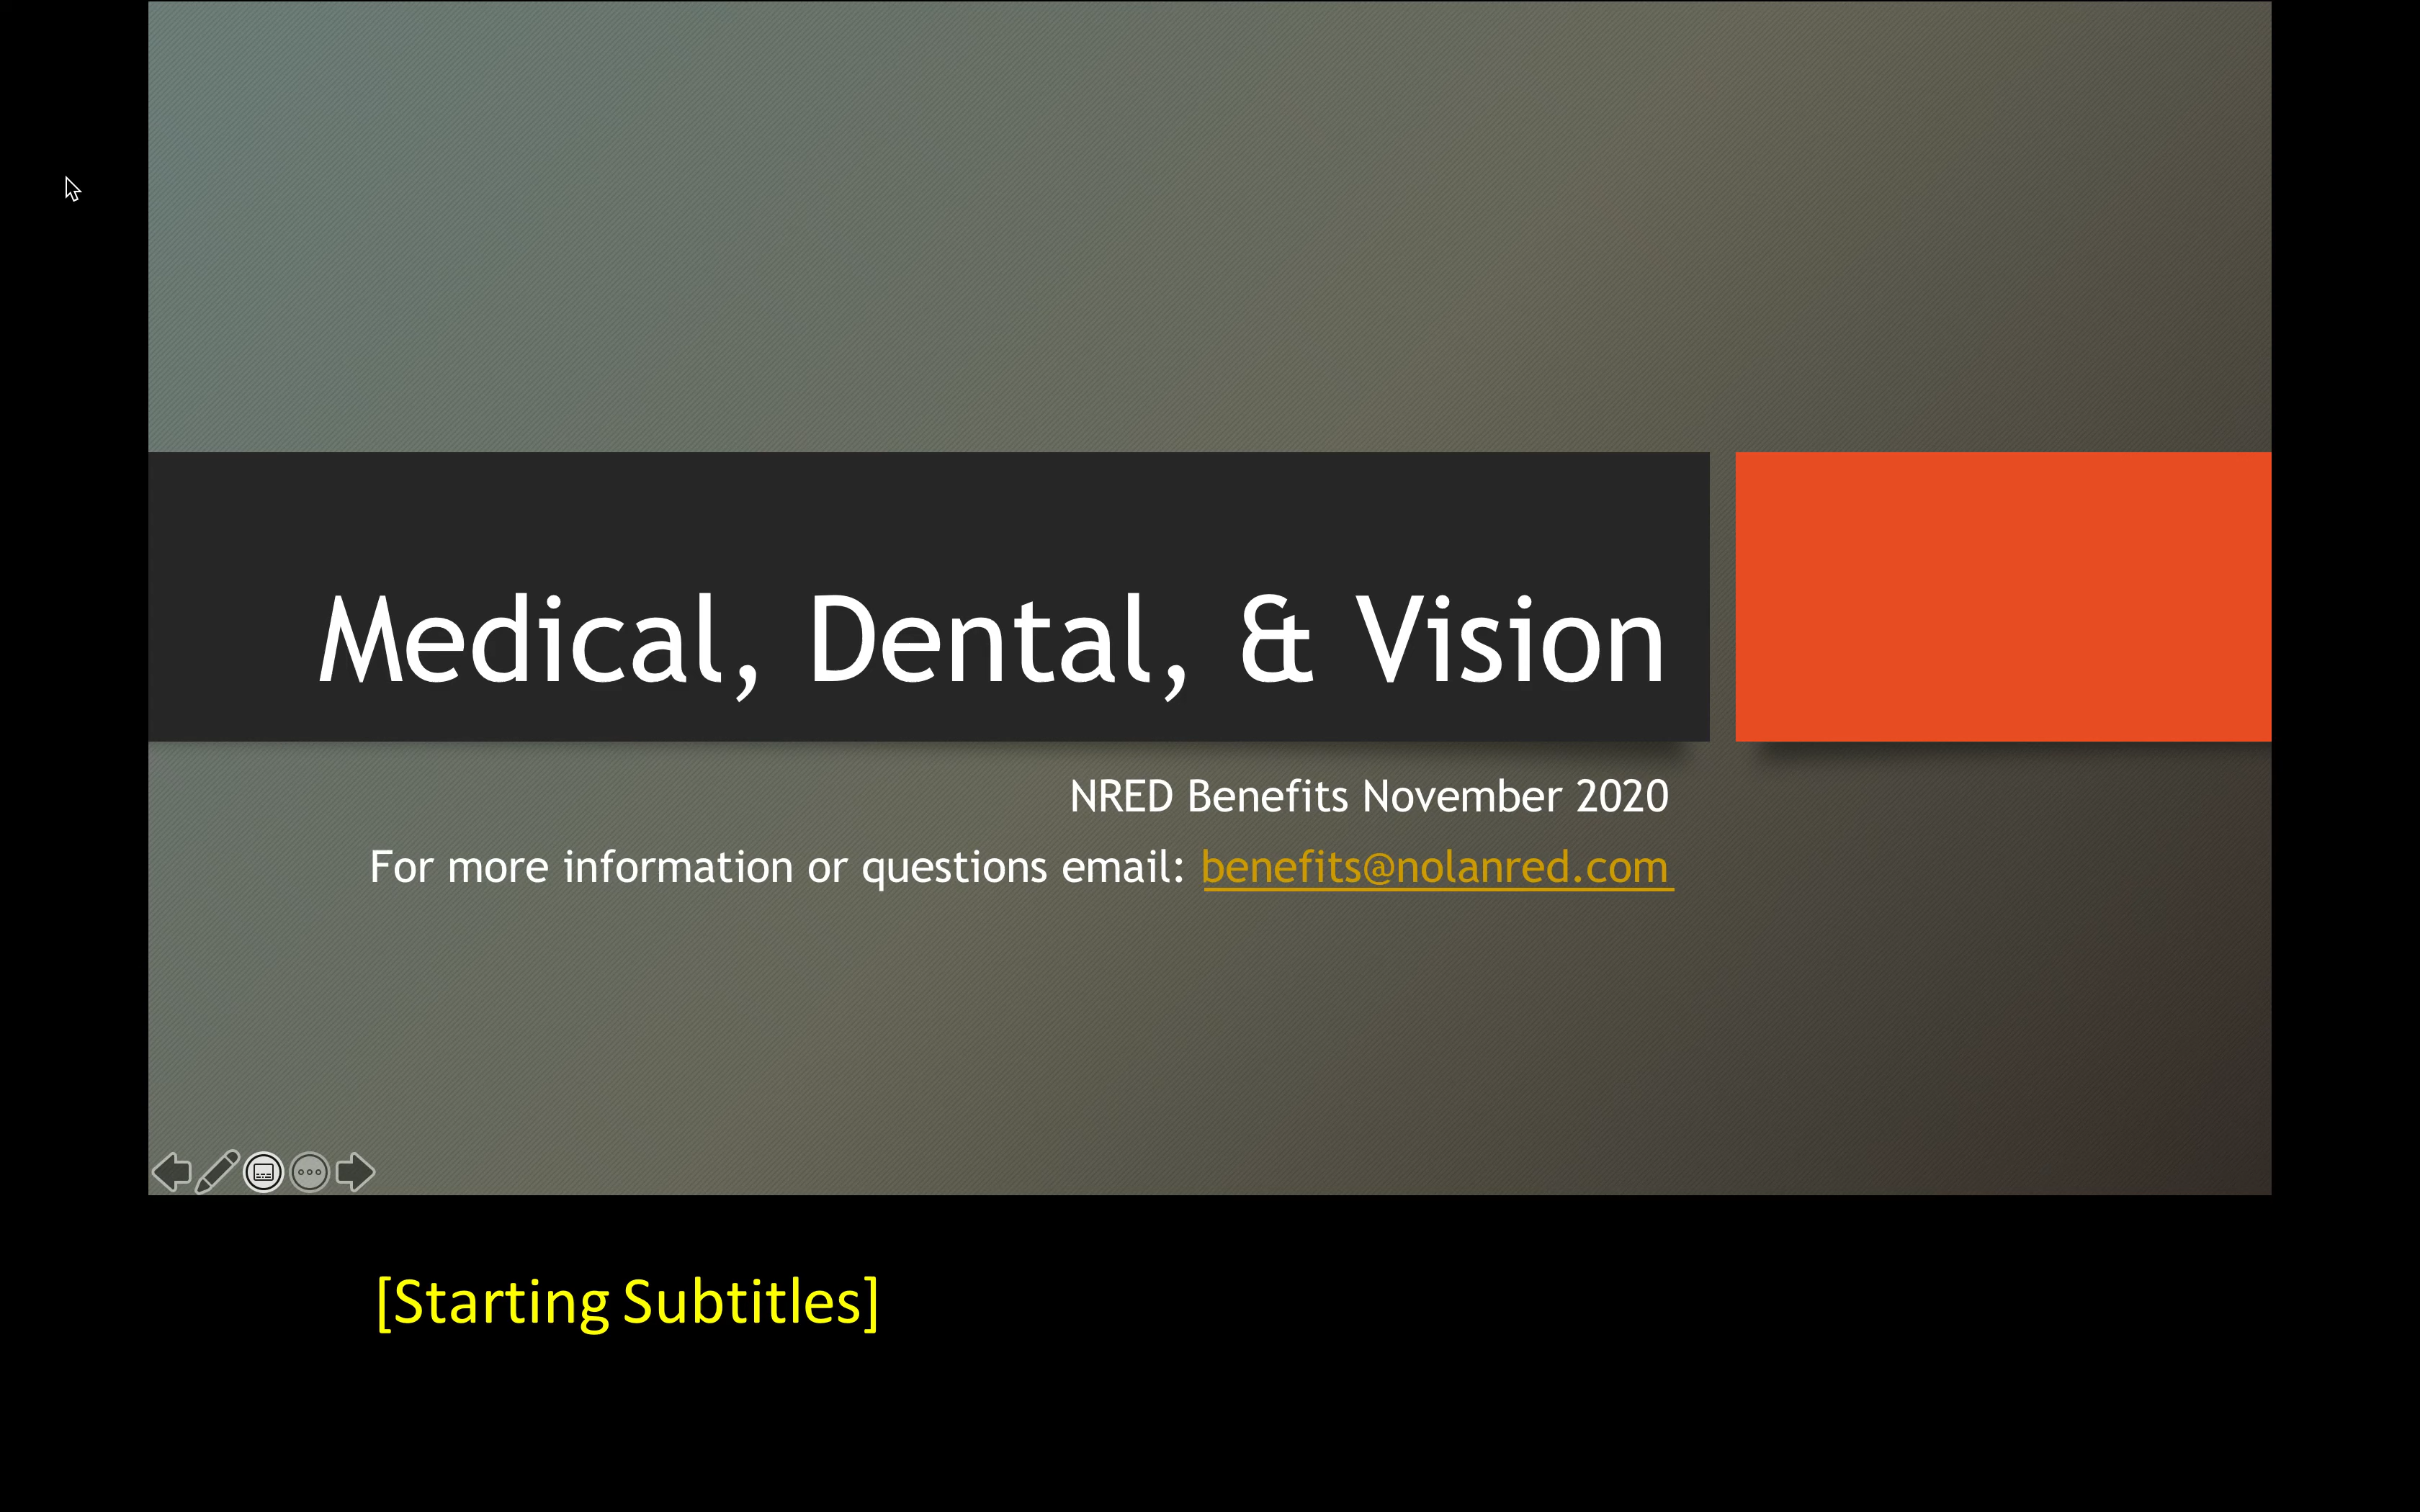 Medical, Dental, & Vision
NRED Benefits November 2020
For more information or questions email: benefits@nolanred.com
[Starting Subtitles]